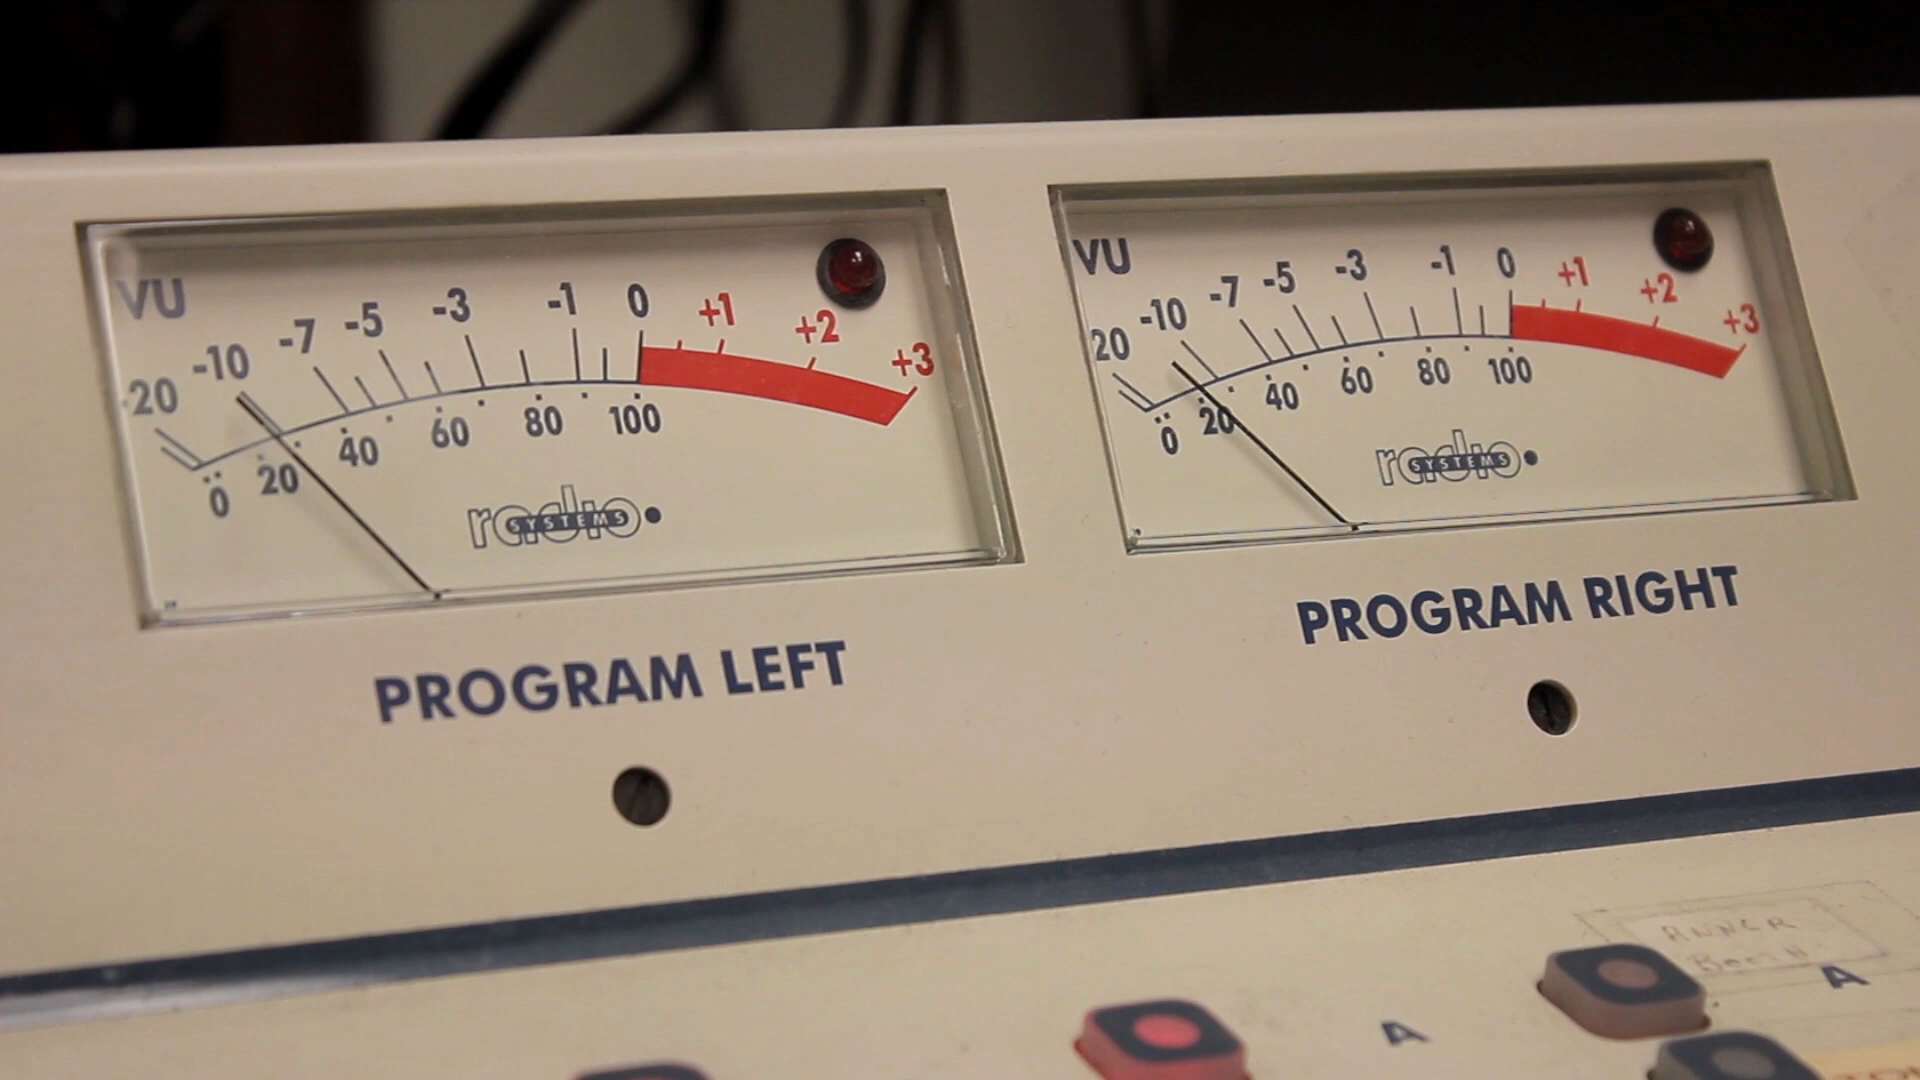 VU
-20 -10 -7 -5 -3 -1 0 +1 +2 +3
0 20 40 60 80 100
radio SYSTEMS
PROGRAM LEFT
VU
20 -10 -7 -5 -3 -1 0 +1 +2 +3
0 20 40 60 80 100
radio SYSTEMS
PROGRAM RIGHT
A
A